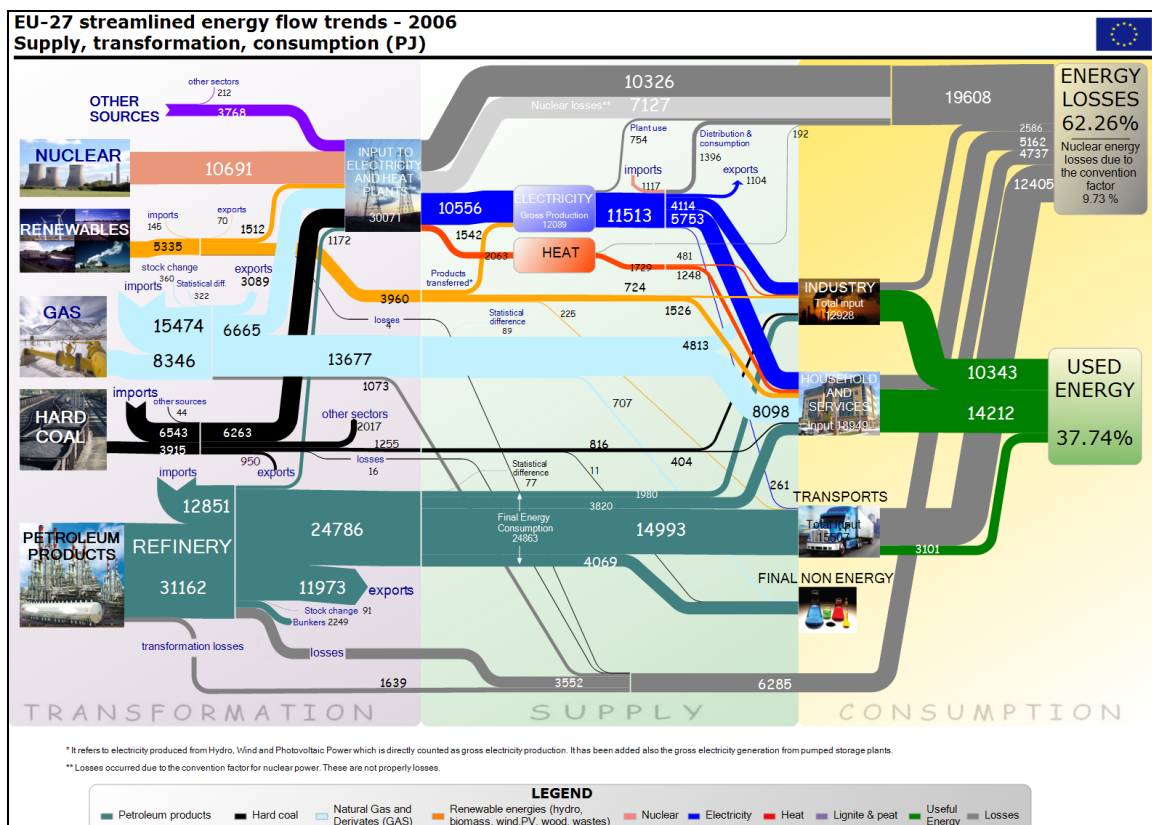 EU-27 streamlined energy flow trends - 2006
Supply, transformation, consumption (PJ)
other sectors
212
OTHER
SOURCES
3768
NUCLEAR
10691
INPUT TO
ELECTRICITY
AND HEAT
PLANTS
30071
10326
Nuclear losses**
7127
19608
ENERGY
LOSSES
62.26%
Nuclear energy
losses due to
the convention
factor
9.73 %
2586
5162
4737
12405
Plant use
754
Distribution &
consumption
1396
192
imports
1117
exports
1104
RENEWABLES
imports
145
exports
70
1512
5335
1172
10556
1542
ELECTRICITY
Gross Production
12089
11513
4114
5753
2063
HEAT
1729
481
1248
Products
transferred*
stock change
360
Statistical diff.
322
exports
3089
imports
3960
724
1526
INDUSTRY
Total input
12928
GAS
15474
6665
8346
losses
4
Statistical
difference
89
225
13677
4813
1073
10343
USED
ENERGY
37.74%
HOUSEHOLD
AND
SERVICES
Input 18949
14212
8098
707
imports
other sources
44
HARD
COAL
6543
6263
3915
other sectors
2017
1255
816
404
950
exports
losses
16
imports
Statistical
difference
77
11
261
12851
1980
3820
TRANSPORTS
Total input
15507
3101
PETROLEUM
PRODUCTS
REFINERY
31162
24786
Final Energy
Consumption
24863
14993
4069
11973
exports
FINAL NON ENERGY
Stock change 91
Bunkers 2249
transformation losses
losses
1639
3552
6285
TRANSFORMATION
SUPPLY
CONSUMPTION
* It refers to electricity produced from Hydro, Wind and Photovoltaic Power which is directly counted as gross electricity production. It has been added also the gross electricity generation from pumped storage plants.
** Losses occurred due to the convention factor for nuclear power. These are not properly losses.
LEGEND
Petroleum products
Hard coal
Natural Gas and
Derivates (GAS)
Renewable energies (hydro,
biomass, wind,PV, wood, wastes)
Nuclear
Electricity
Heat
Lignite & peat
Useful
Energy
Losses